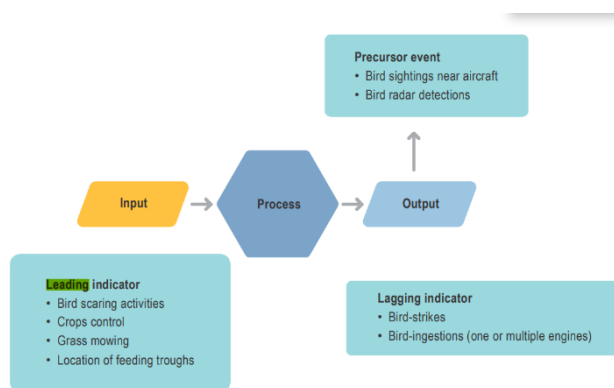 Precursor event
• Bird sightings near aircraft
• Bird radar detections
Input
Process
Output
Leading indicator
• Bird scaring activities
• Crops control
• Grass mowing
• Location of feeding troughs
Lagging indicator
• Bird-strikes
• Bird-ingestions (one or multiple engines)